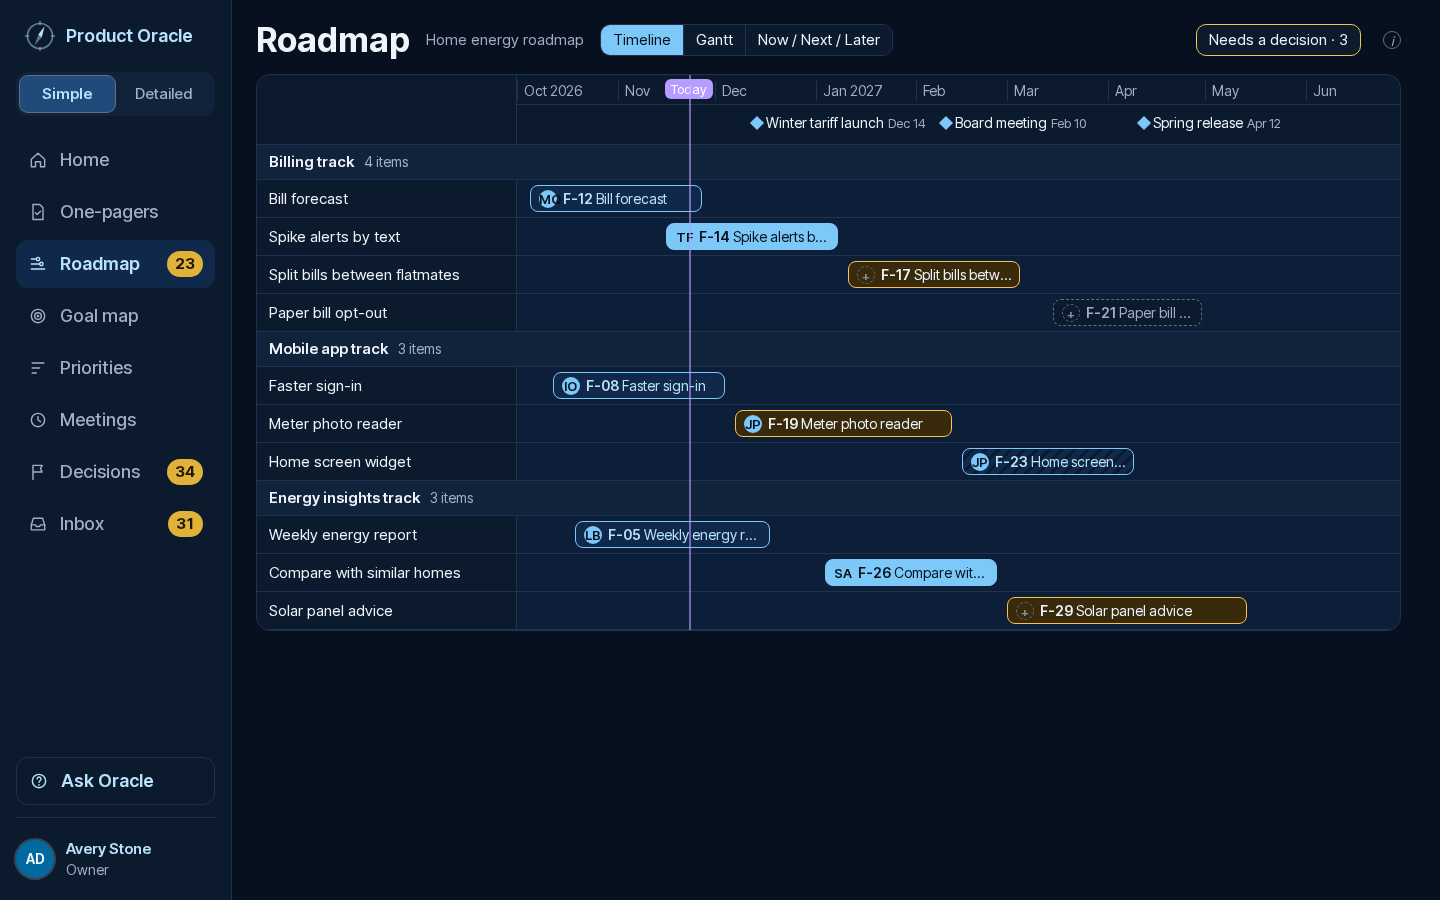 Product Oracle
Simple
Detailed
Home
One-pagers
Roadmap
23
Goal map
Priorities
Meetings
Decisions
34
Inbox
31
Ask Oracle
AD
Avery Stone
Owner
Roadmap
Home energy roadmap
Timeline
Gantt
Now / Next / Later
Needs a decision · 3
i
Oct 2026
Nov
Today
Dec
Jan 2027
Feb
Mar
Apr
May
Jun
Winter tariff launch Dec 14
Board meeting Feb 10
Spring release Apr 12
Billing track 4 items
Bill forecast
F-12 Bill forecast
Spike alerts by text
TF F-14 Spike alerts b…
Split bills between flatmates
+ F-17 Split bills betw…
Paper bill opt-out
+ F-21 Paper bill …
Mobile app track 3 items
Faster sign-in
IO F-08 Faster sign-in
Meter photo reader
JP F-19 Meter photo reader
Home screen widget
JP F-23 Home screen…
Energy insights track 3 items
Weekly energy report
LB F-05 Weekly energy r…
Compare with similar homes
SA F-26 Compare wit…
Solar panel advice
+ F-29 Solar panel advice